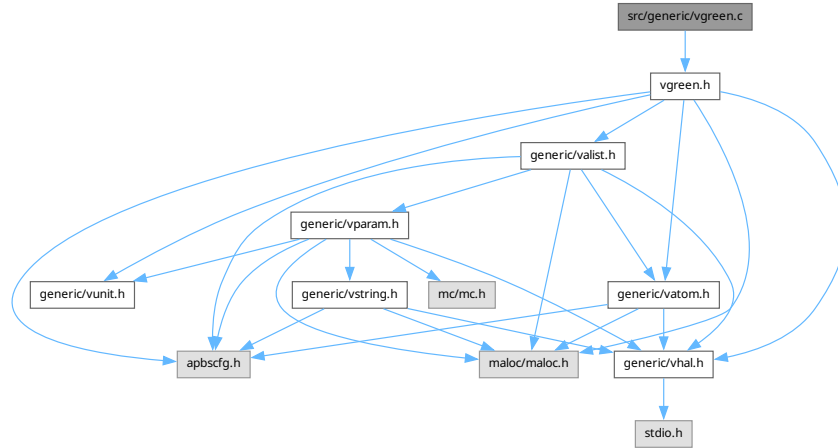 src/generic/vgreen.c
vgreen.h
generic/valist.h
generic/vparam.h
generic/vunit.h
generic/vstring.h
mc/mc.h
generic/vatom.h
apbscfg.h
maloc/maloc.h
generic/vhal.h
stdio.h